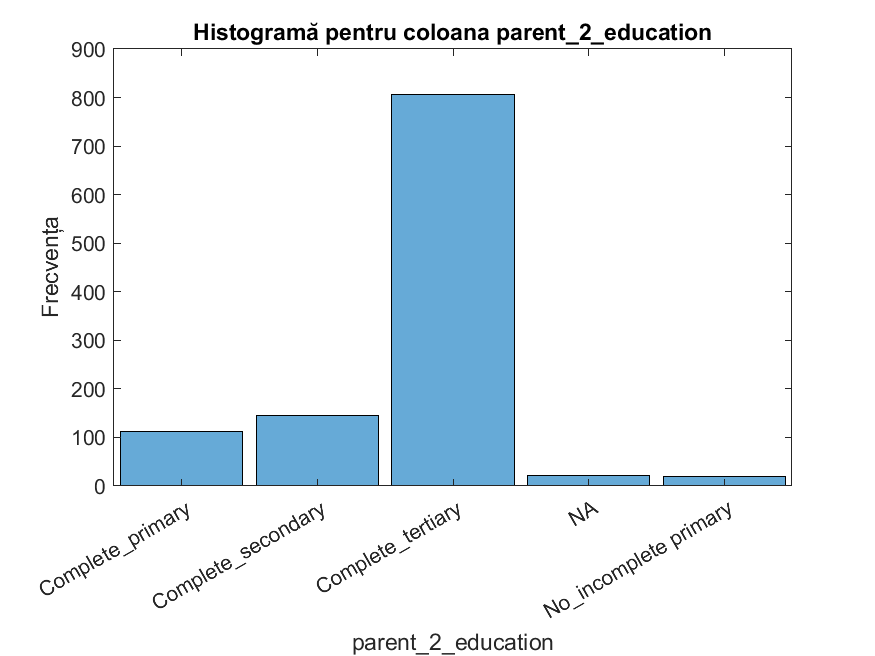 Histogramă pentru coloana parent_2_education
900
800
700
600
500
400
300
200
100
0
Frecvența
Complete_primary
Complete_secondary
Complete_tertiary
NA
No_incomplete primary
parent_2_education